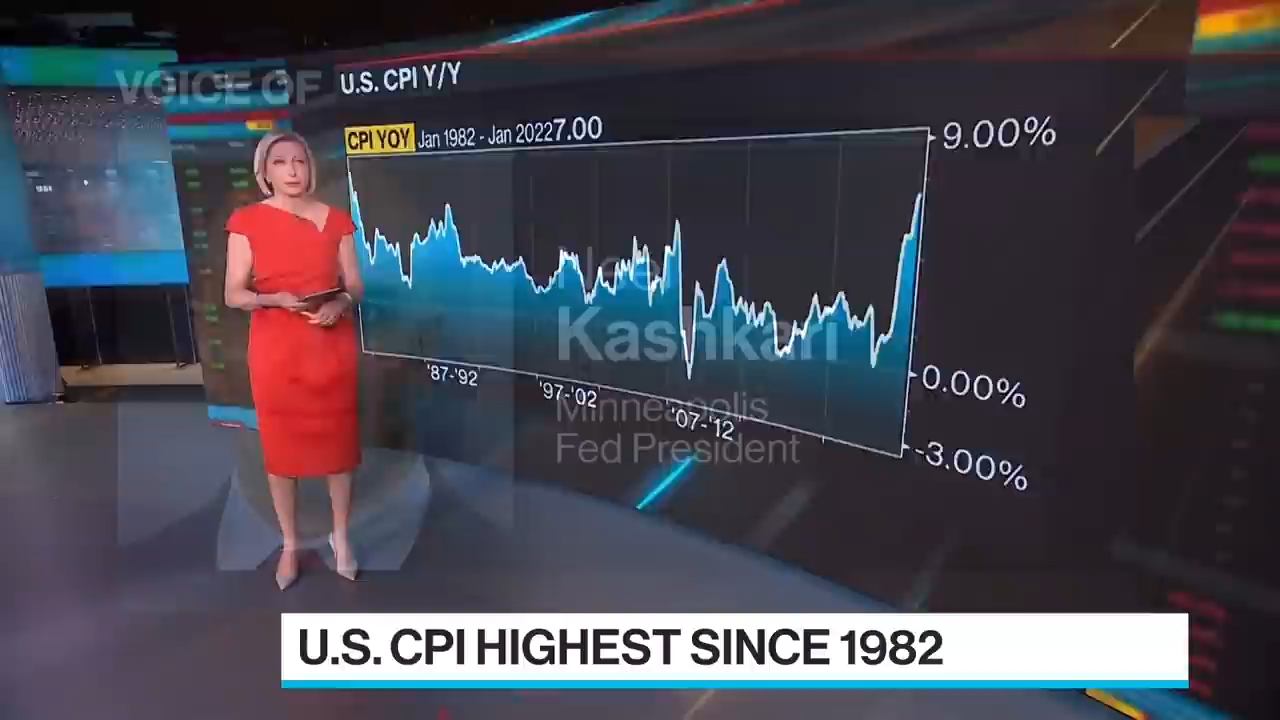 VOICE OF
U.S. CPI Y/Y
CPI YOY Jan 1982 - Jan 2022 7.00
9.00%
0.00%
-3.00%
'87-'92
'97-'02
'07-'12
Kashkari
Minneapolis
Fed President
U.S. CPI HIGHEST SINCE 1982